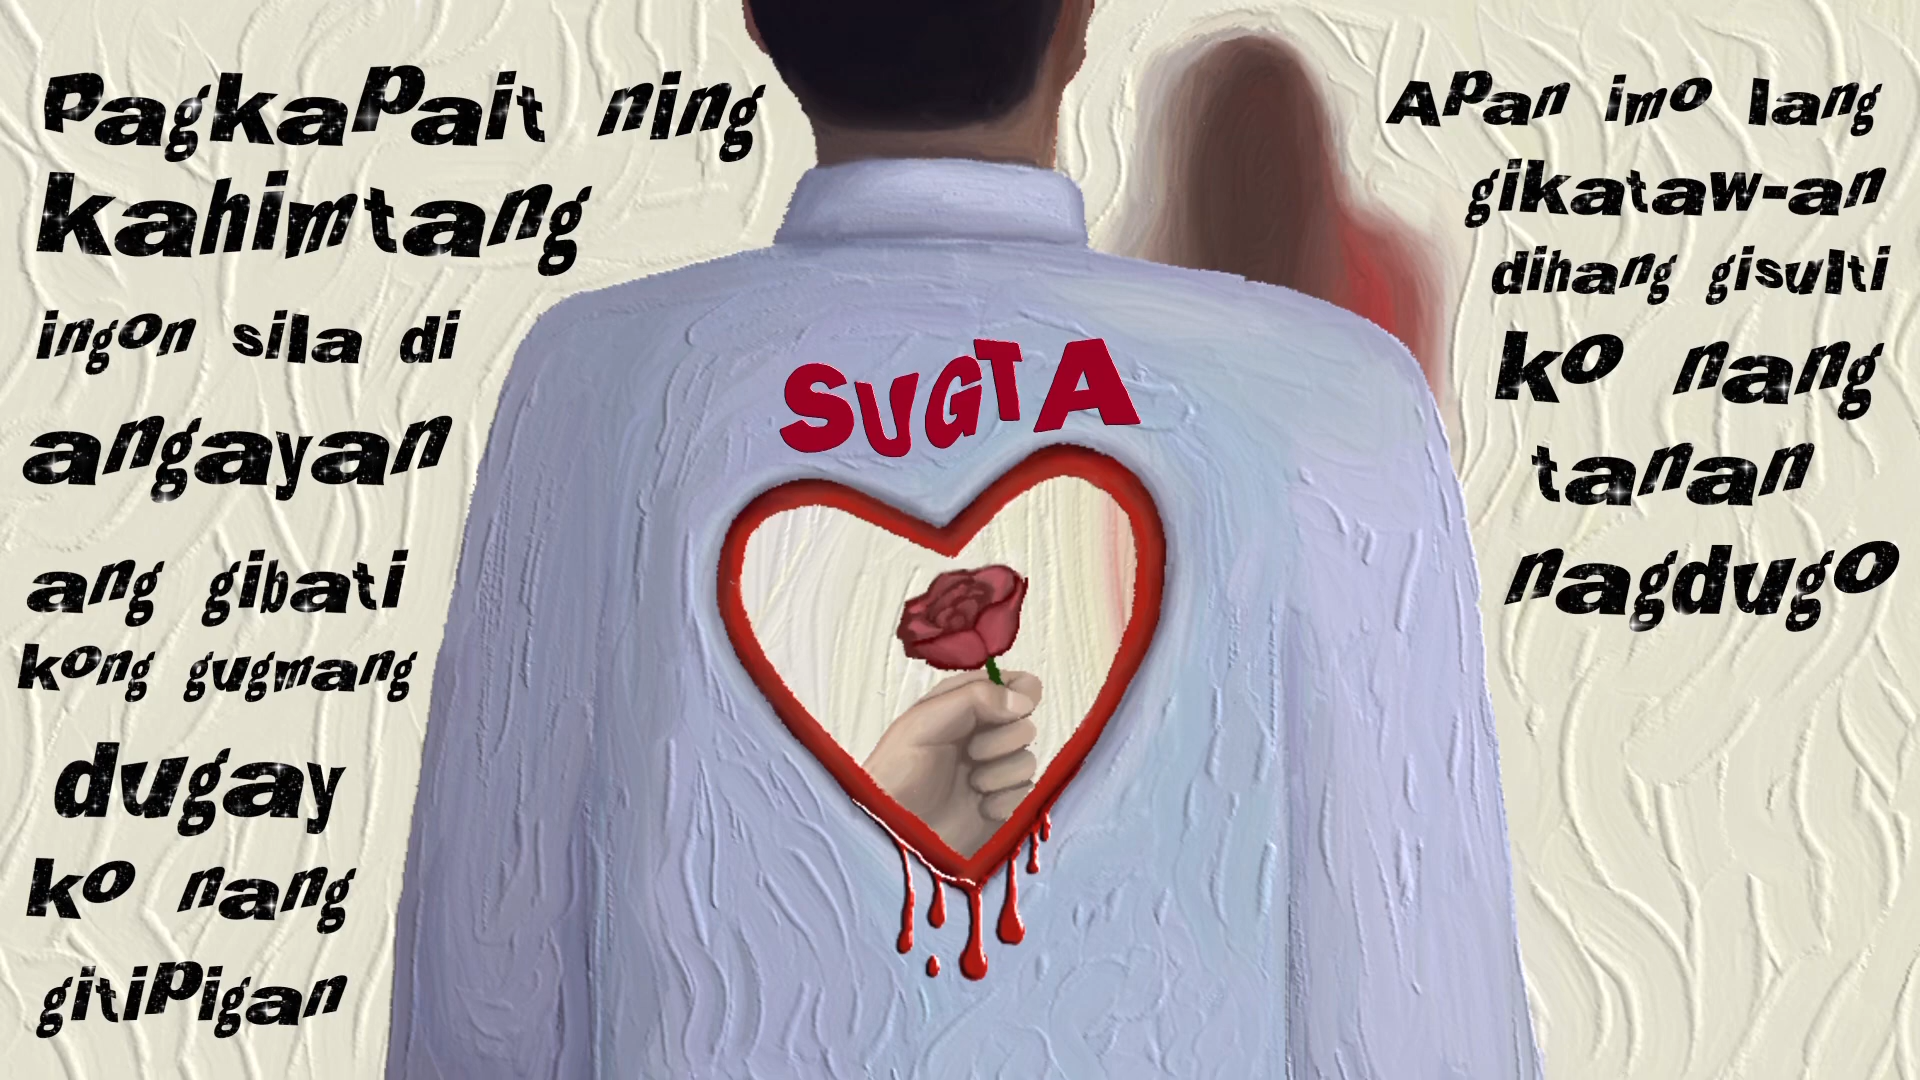 Pagkapait ning
kahimtang
ingon sila di
angayan
ang gibati
kong gugmang
dugay
ko nang
gitipigan
SUGTA
Apan imo lang
gikataw-an
dihang gisulti
ko nang
tanan
nagdugo